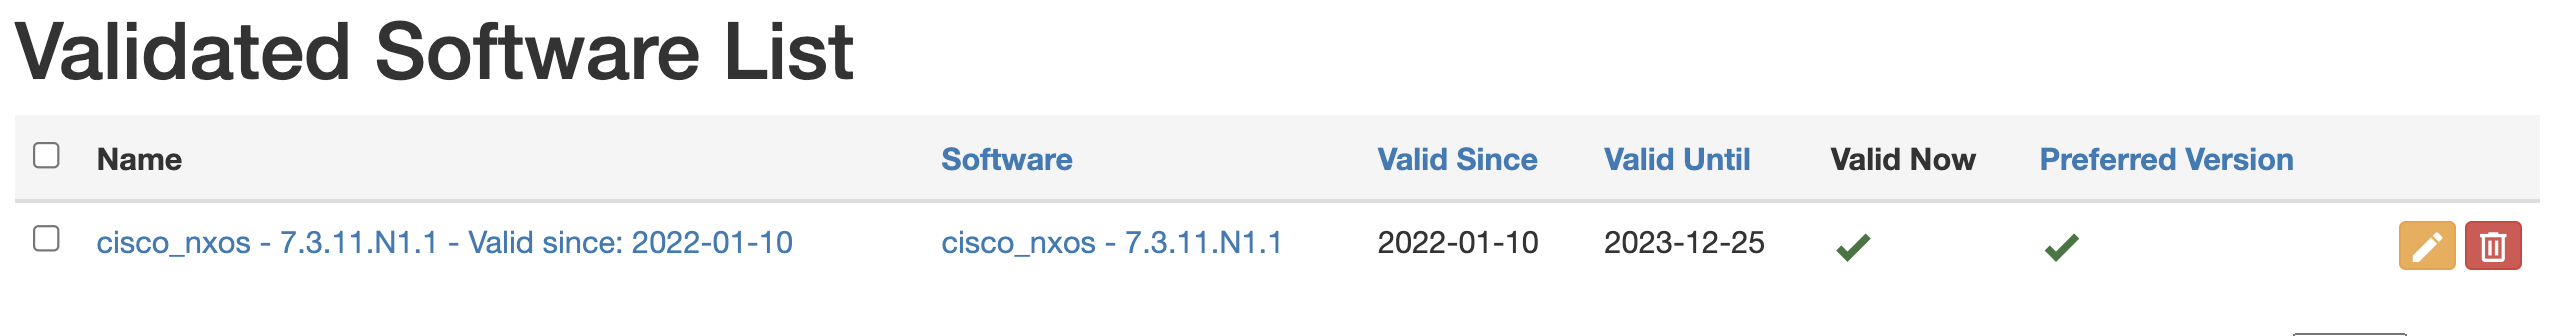 Validated Software List
Name Software Valid Since Valid Until Valid Now Preferred Version
cisco_nxos - 7.3.11.N1.1 - Valid since: 2022-01-10 cisco_nxos - 7.3.11.N1.1 2022-01-10 2023-12-25